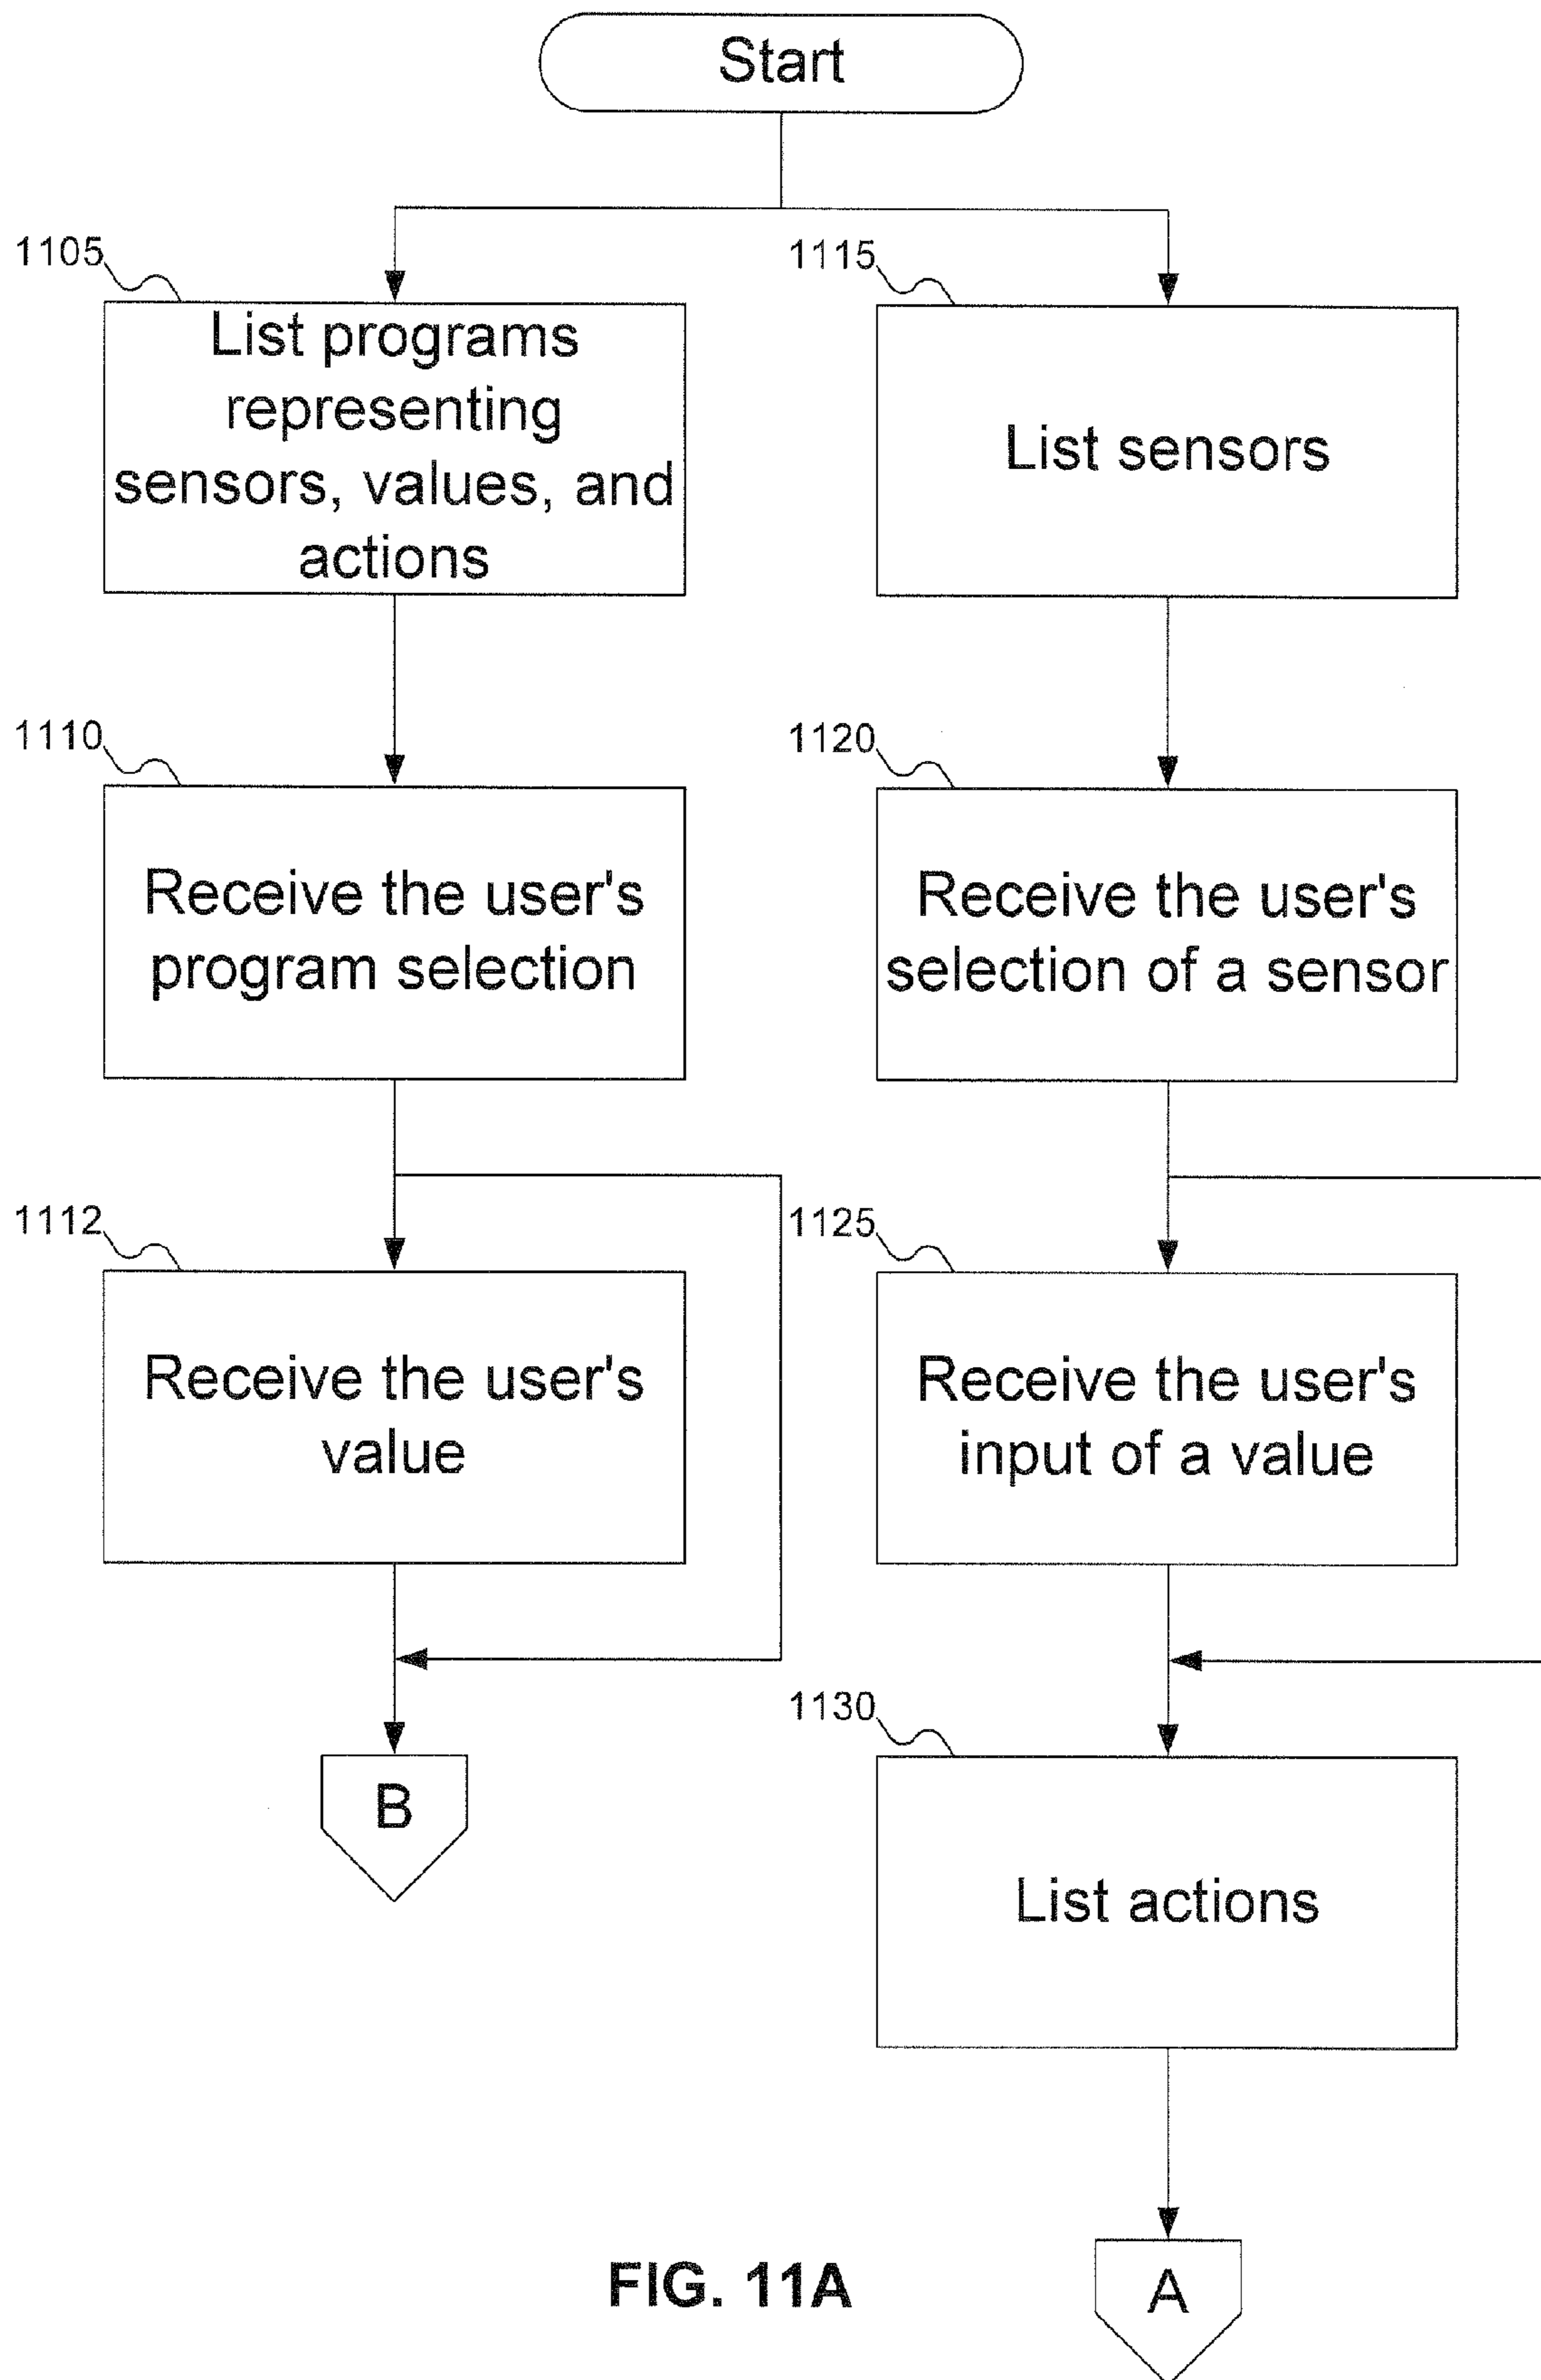 Start
1105
List programs
representing
sensors, values, and
actions
1115
List sensors
1110
Receive the user's
program selection
1120
Receive the user's
selection of a sensor
1112
Receive the user's
value
1125
Receive the user's
input of a value
B
1130
List actions
A
FIG. 11A